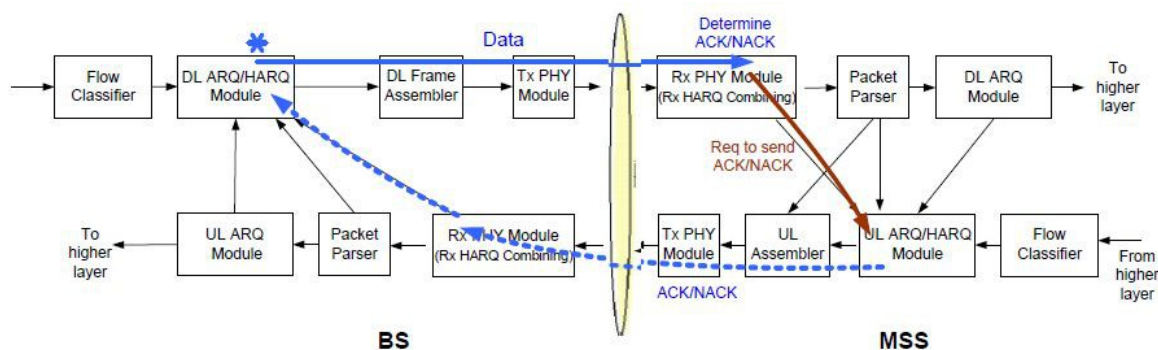 Data
Determine
ACK/NACK
Flow
Classifier
DL ARQ/HARQ
Module
DL Frame
Assembler
Tx PHY
Module
Rx PHY Module
(Rx HARQ Combining)
Packet
Parser
DL ARQ
Module
To
higher
layer
Req to send
ACK/NACK
To
higher
layer
UL ARQ
Module
Packet
Parser
Rx PHY Module
(Rx HARQ Combining)
Tx PHY
Module
UL
Assembler
UL ARQ/HARQ
Module
Flow
Classifier
From
higher
layer
ACK/NACK
BS
MSS